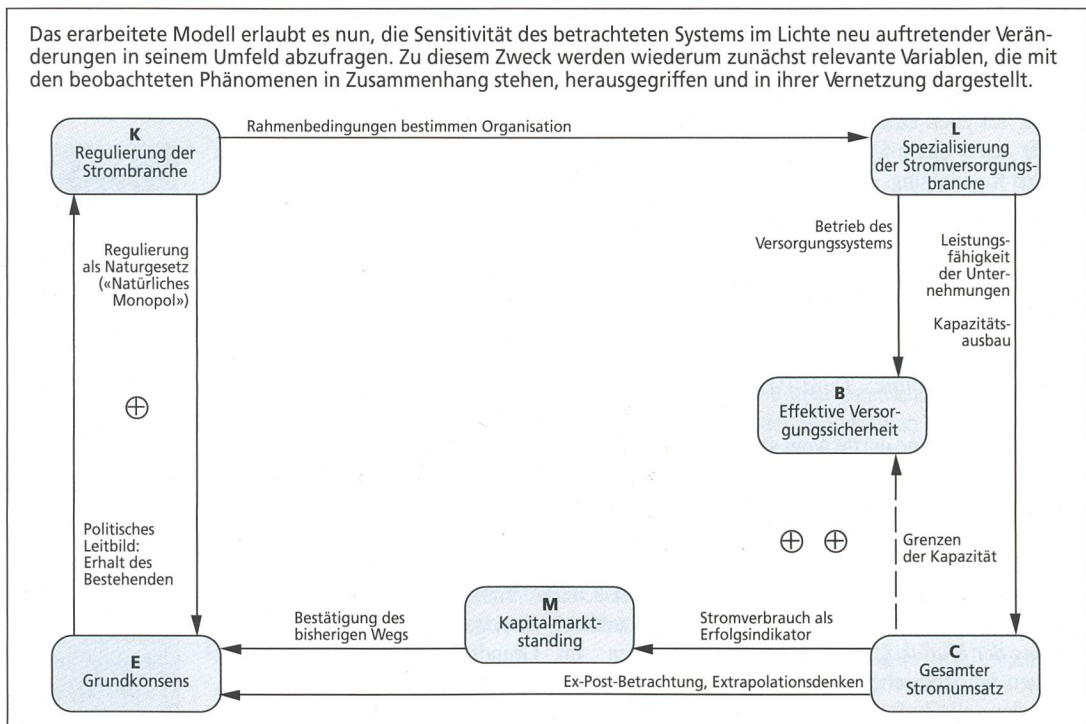 Das erarbeitete Modell erlaubt es nun, die Sensitivität des betrachteten Systems im Lichte neu auftretender Verän-
derungen in seinem Umfeld abzufragen. Zu diesem Zweck werden wiederum zunächst relevante Variablen, die mit
den beobachteten Phänomenen in Zusammenhang stehen, herausgegriffen und in ihrer Vernetzung dargestellt.
K
Regulierung der
Strombranche
Rahmenbedingungen bestimmen Organisation
L
Spezialisierung
der Stromversorgungs-
branche
Regulierung
als Naturgesetz
(«Natürliches
Monopol»)
Betrieb des
Versorgungssystems
Leistungs-
fähigkeit
der Unter-
nehmungen
Kapazitäts-
ausbau
B
Effektive Versor-
gungssicherheit
Politisches
Leitbild:
Erhalt des
Bestehenden
Grenzen
der Kapazität
Bestätigung des
bisherigen Wegs
M
Kapitalmarkt-
standing
Stromverbrauch als
Erfolgsindikator
E
Grundkonsens
C
Gesamter
Stromumsatz
Ex-Post-Betrachtung, Extrapolationsdenken